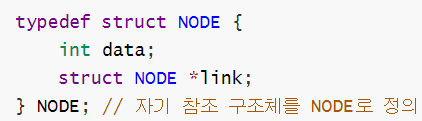 typedef struct NODE {
    int data;
    struct NODE *link;
} NODE; // 자기 참조 구조체를 NODE로 정의